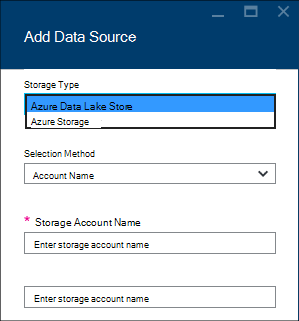 Add Data Source
Storage Type
Azure Data Lake Store
Azure Storage
Selection Method
Account Name
* Storage Account Name
Enter storage account name
Enter storage account name